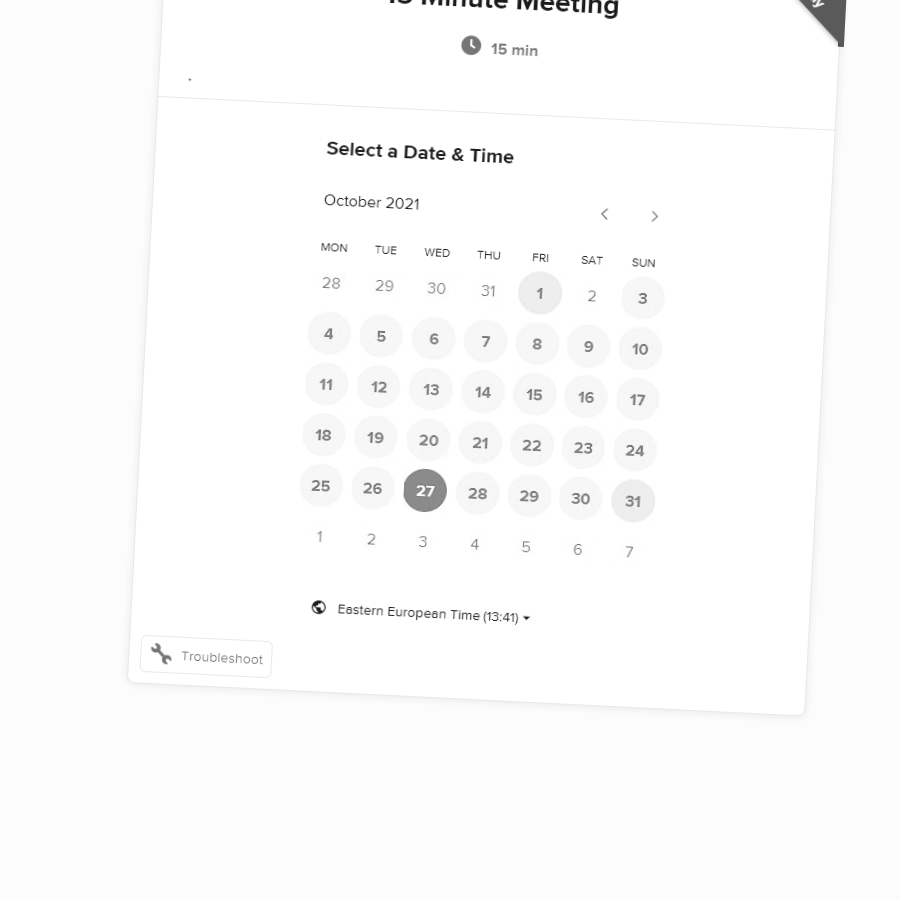 15 Minute Meeting
15 min
.
Select a Date & Time
October 2021
MON TUE WED THU FRI SAT SUN
28 29 30 31 1 2 3
4 5 6 7 8 9 10
11 12 13 14 15 16 17
18 19 20 21 22 23 24
25 26 27 28 29 30 31
1 2 3 4 5 6 7
Eastern European Time (13:41)
Troubleshoot